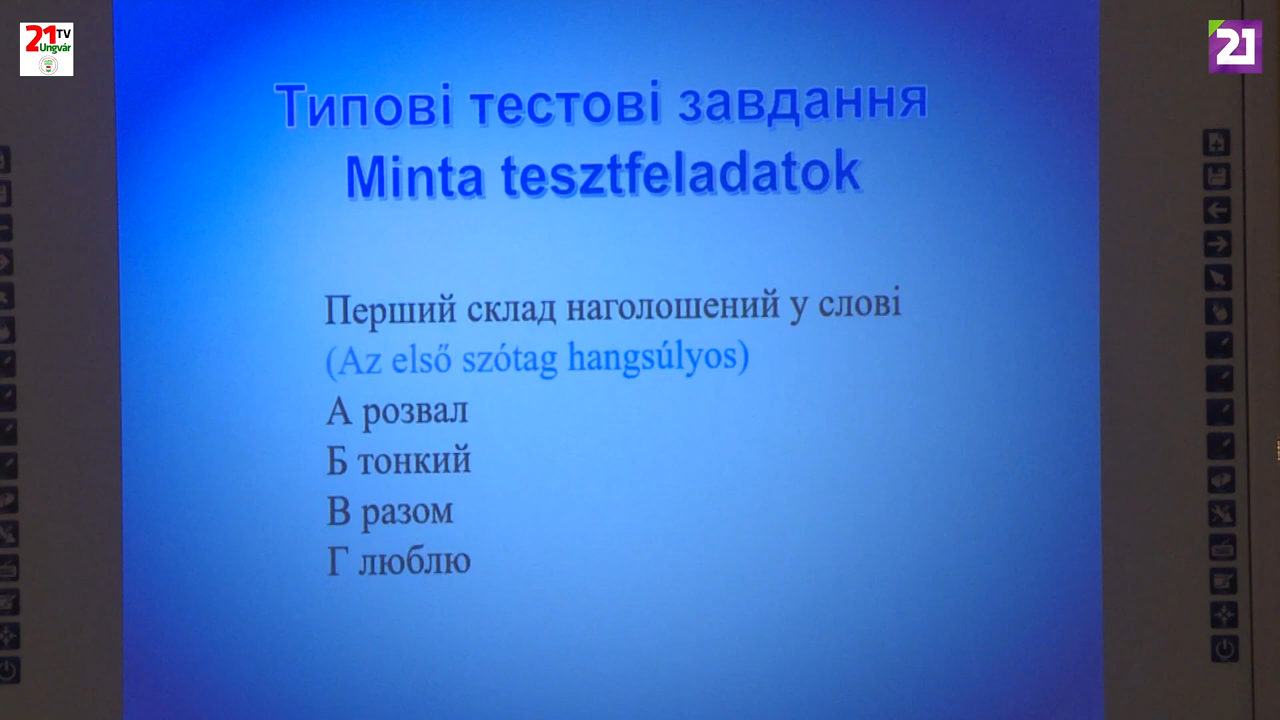 21 TV
Ungvár
21
Типові тестові завдання
Minta tesztfeladatok
Перший склад наголошений у слові
(Az első szótag hangsúlyos)
А розвал
Б тонкий
В разом
Г люблю